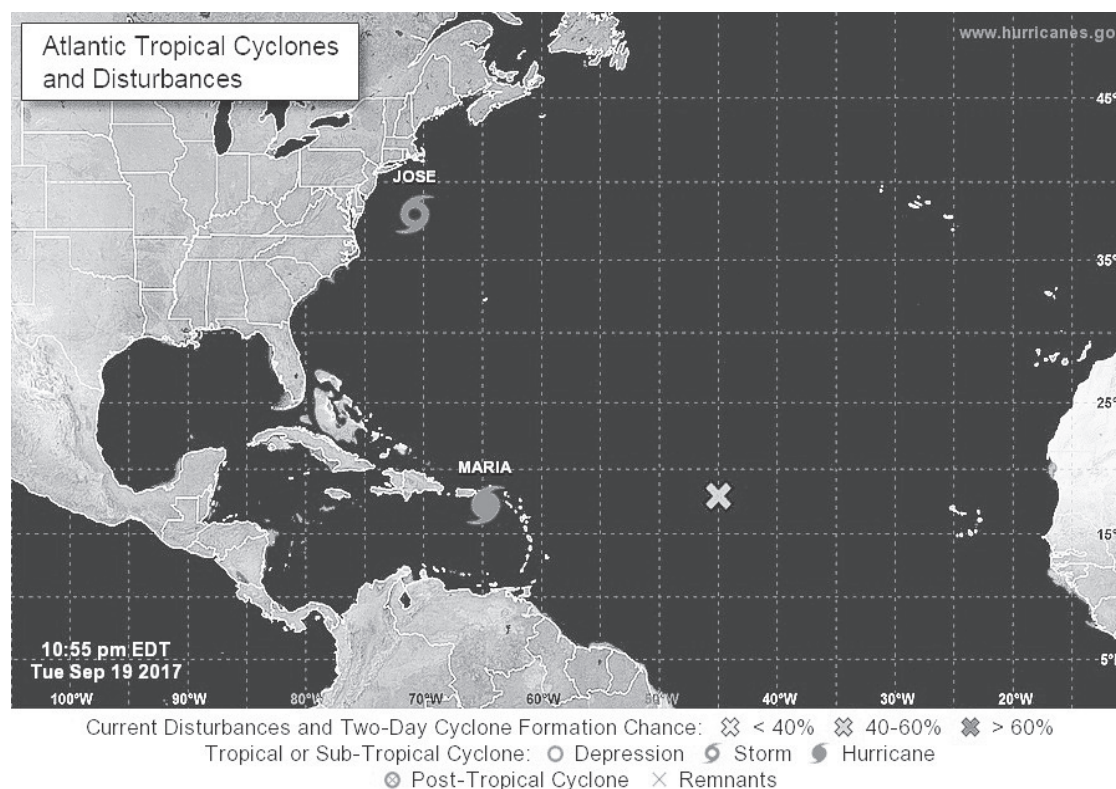 Atlantic Tropical Cyclones
and Disturbances
www.hurricanes.go
45°
JOSE
35°
25°
MARIA
15°
10:55 pm EDT
Tue Sep 19 2017
5°
100°W 90°W 80°W 70°W 60°W 50°W 40°W 30°W 20°W
Current Disturbances and Two-Day Cyclone Formation Chance: < 40% 40-60% > 60%
Tropical or Sub-Tropical Cyclone: Depression Storm Hurricane
Post-Tropical Cyclone Remnants